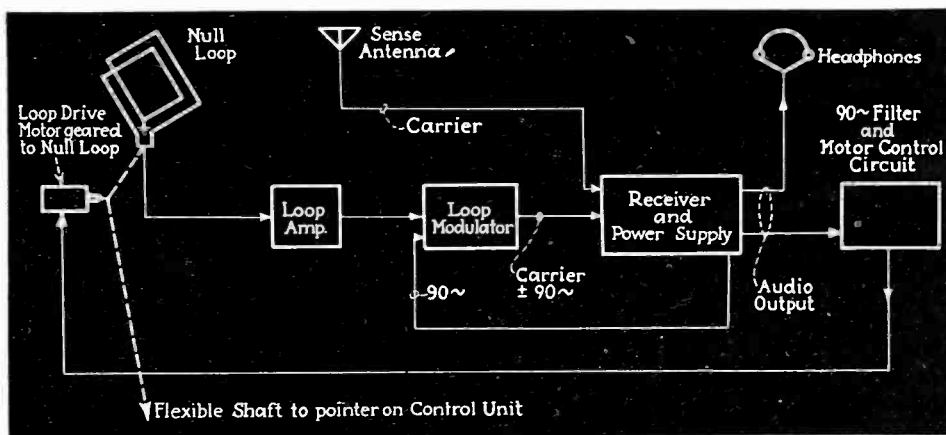 Null
Loop
Sense
Antenna
Headphones
Loop Drive
Motor geared
to Null Loop
Carrier
90~ Filter
and
Motor Control
Circuit
Loop
Amp.
Loop
Modulator
Receiver
and
Power Supply
90~
Carrier
± 90~
Audio
Output
Flexible Shaft to pointer on Control Unit